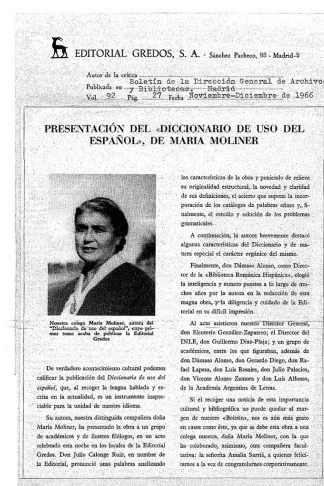 EDITORIAL GREDOS, S. A. - Sánchez Pacheco, 83 - Madrid-2
Autor de la crítica
Publicada en Boletín de la Dirección General de Archivos
y Bibliotecas. Madrid
Vol. 92 Pág. 27 Fecha Noviembre-Diciembre de 1966
PRESENTACIÓN DEL «DICCIONARIO DE USO DEL
ESPAÑOL», DE MARIA MOLINER
Nuestra colega María Moliner, autora del
"Diccionario de uso del español", cuyo pri-
mer tomo acaba de publicar la Editorial
Gredos
De verdadero acontecimiento cultural podemos
calificar la publicación del Diccionario de uso del
español, que, al recoger la lengua hablada y es-
crita en la actualidad, es un instrumento inapre-
ciable para la unidad de nuestro idioma.
Su autora, nuestra distinguida compañera doña
María Moliner, ha presentado la obra a un grupo
de académicos y de ilustres filólogos, en un acto
celebrado esta noche en los locales de la Editorial
Gredos. Don Julio Calonge Ruiz, en nombre de
la Editorial, pronunció unas palabras analizando
las características de la obra y poniendo de relieve
su originalidad estructural, la novedad y claridad
de sus definiciones, el acierto que supone la incor-
poración de los catálogos de palabras afines y, fi-
nalmente, el estudio y solución de los problemas
gramaticales.
A continuación, la autora brevemente destacó
algunas características del Diccionario y de ma-
nera especial el carácter orgánico del mismo.
Finalmente, don Dámaso Alonso, como Direc-
tor de la «Biblioteca Románica Hispánica», elogió
la inteligencia y esmero puestos a lo largo de mu-
chos años por la autora en la redacción de esta
magna obra, y la diligencia y cuidado de la Edi-
torial en su difícil impresión.
Al acto asistieron nuestro Director General,
don Eleuterio González-Zapatero; el Director del
INLE, don Guillermo Díaz-Plaja; y un grupo de
académicos, entre los que figuraban, además de
don Dámaso Alonso, don Gerardo Diego, don Ra-
fael Lapesa, don Luis Rosales, don Julio Palacios,
don Vicente Alonso Zamora y don Luis Alfonso,
de la Academia Argentina de Letras.
Si el recoger una noticia de esta importancia
cultural y bibliográfica no puede quedar al mar-
gen de nuestro «Boletín», nos es aún más grato
en casos como éste, ya que se debe esta obra a una
colega nuestra, doña María Moliner, con la que
ha colaborado, asimismo, otra compañera facul-
tativa: la señorita Amalia Sarriá, a quienes felici-
tamos a la vez de congratularnos corporativamente.